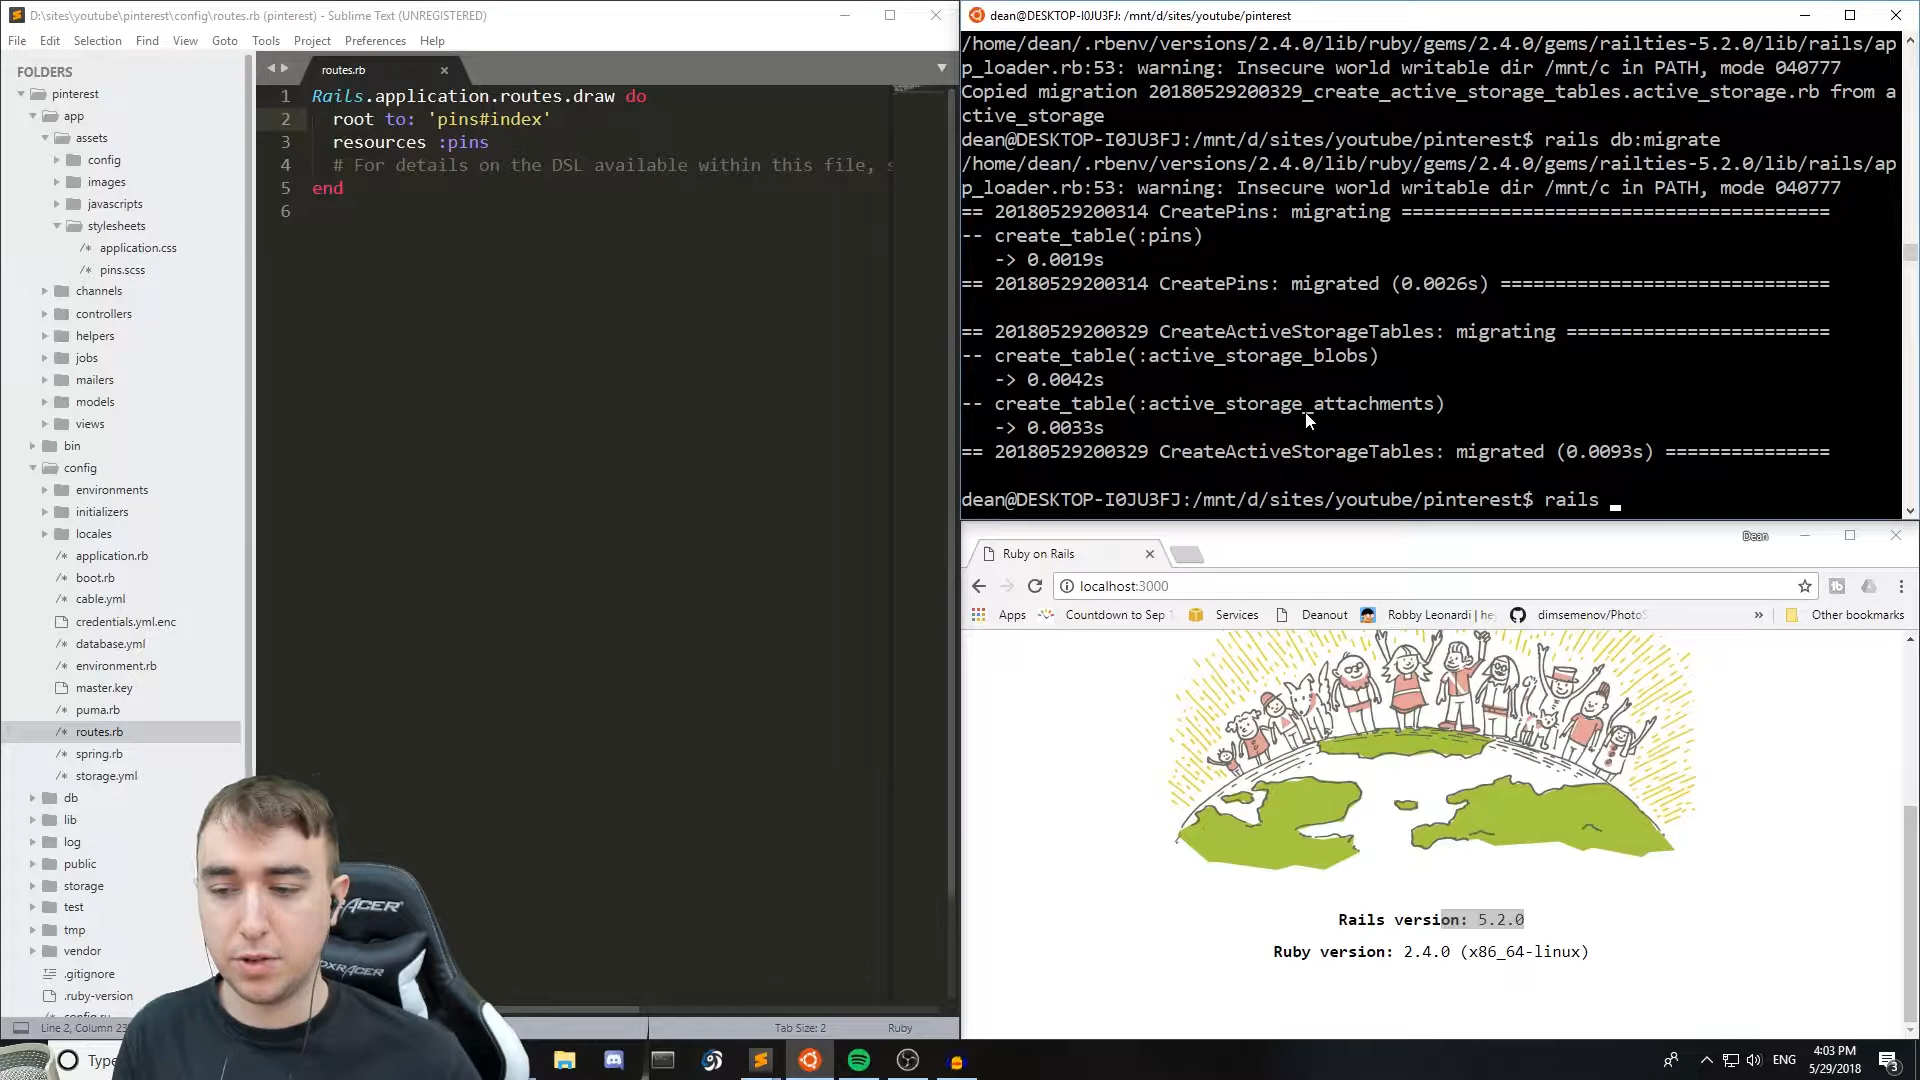 D:\sites\youtube\pinterest\config\routes.rb (pinterest) - Sublime Text (UNREGISTERED)
File Edit Selection Find View Goto Tools Project Preferences Help
FOLDERS
pinterest
app
assets
config
images
javascripts
stylesheets
/* application.css
/* pins.scss
channels
controllers
helpers
jobs
mailers
models
views
bin
config
environments
initializers
locales
/* application.rb
/* boot.rb
/* cable.yml
credentials.yml.enc
/* database.yml
/* environment.rb
master.key
/* puma.rb
/* routes.rb
/* spring.rb
/* storage.yml
db
lib
log
public
storage
test
tmp
vendor
.gitignore
.ruby-version
Line 2, Column 23
routes.rb
1 Rails.application.routes.draw do
2 root to: 'pins#index'
3 resources :pins
4 # For details on the DSL available within this file, s
5 end
6
Tab Size: 2 Ruby
dean@DESKTOP-I0JU3FJ: /mnt/d/sites/youtube/pinterest
/home/dean/.rbenv/versions/2.4.0/lib/ruby/gems/2.4.0/gems/railties-5.2.0/lib/rails/ap
p_loader.rb:53: warning: Insecure world writable dir /mnt/c in PATH, mode 040777
Copied migration 20180529200329_create_active_storage_tables.active_storage.rb from a
ctive_storage
dean@DESKTOP-I0JU3FJ:/mnt/d/sites/youtube/pinterest$ rails db:migrate
/home/dean/.rbenv/versions/2.4.0/lib/ruby/gems/2.4.0/gems/railties-5.2.0/lib/rails/ap
p_loader.rb:53: warning: Insecure world writable dir /mnt/c in PATH, mode 040777
== 20180529200314 CreatePins: migrating =======================================
-- create_table(:pins)
-> 0.0019s
== 20180529200314 CreatePins: migrated (0.0026s) ==============================
== 20180529200329 CreateActiveStorageTables: migrating ========================
-- create_table(:active_storage_blobs)
-> 0.0042s
-- create_table(:active_storage_attachments)
-> 0.0033s
== 20180529200329 CreateActiveStorageTables: migrated (0.0093s) ===============
dean@DESKTOP-I0JU3FJ:/mnt/d/sites/youtube/pinterest$ rails _
Dean
Ruby on Rails
localhost:3000
Apps Countdown to Sep Services Deanout Robby Leonardi | he dimsemenov/Photo » Other bookmarks
Rails version: 5.2.0
Ruby version: 2.4.0 (x86_64-linux)
DXRACER
Type
ENG
4:03 PM
5/29/2018
3